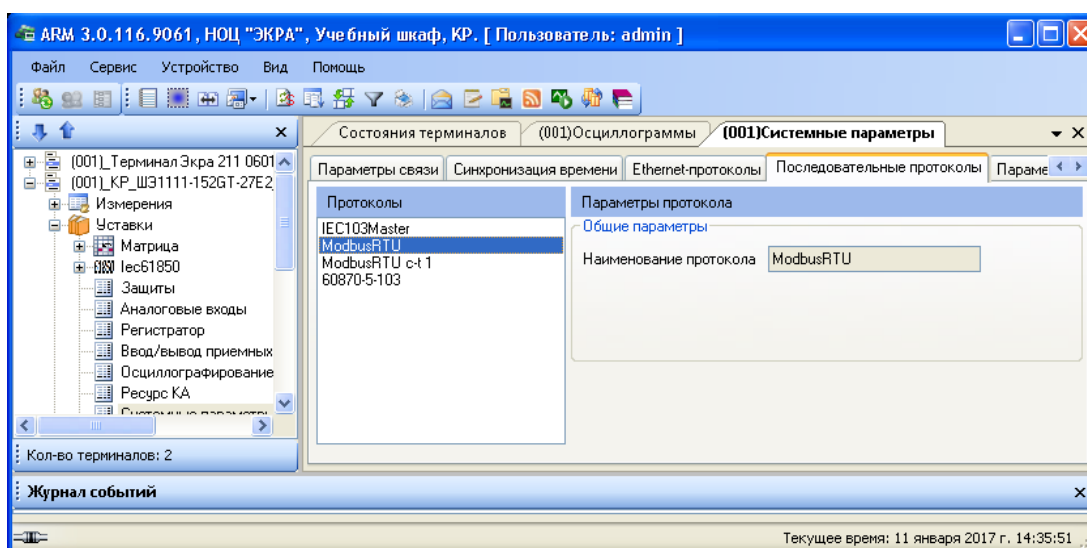 ARM 3.0.116.9061, НОЦ "ЭКРА", Учебный шкаф, КР. [ Пользователь: admin ]
Файл Сервис Устройство Вид Помощь
Состояния терминалов (001)Осциллограммы (001)Системные параметры
Параметры связи Синхронизация времени Ethernet-протоколы Последовательные протоколы Параме
(001)_Терминал Экра 211 0601
(001)_КР_ШЭ1111-152GT-27E2
Измерения
Уставки
Матрица
Iec61850
Защиты
Аналоговые входы
Регистратор
Ввод/вывод приемных
Осциллографирование
Ресурс КА
Системные параметры
Кол-во терминалов: 2
Протоколы
IEC103Master
ModbusRTU
ModbusRTU c-t 1
60870-5-103
Параметры протокола
Общие параметры
Наименование протокола ModbusRTU
Журнал событий
Текущее время: 11 января 2017 г. 14:35:51